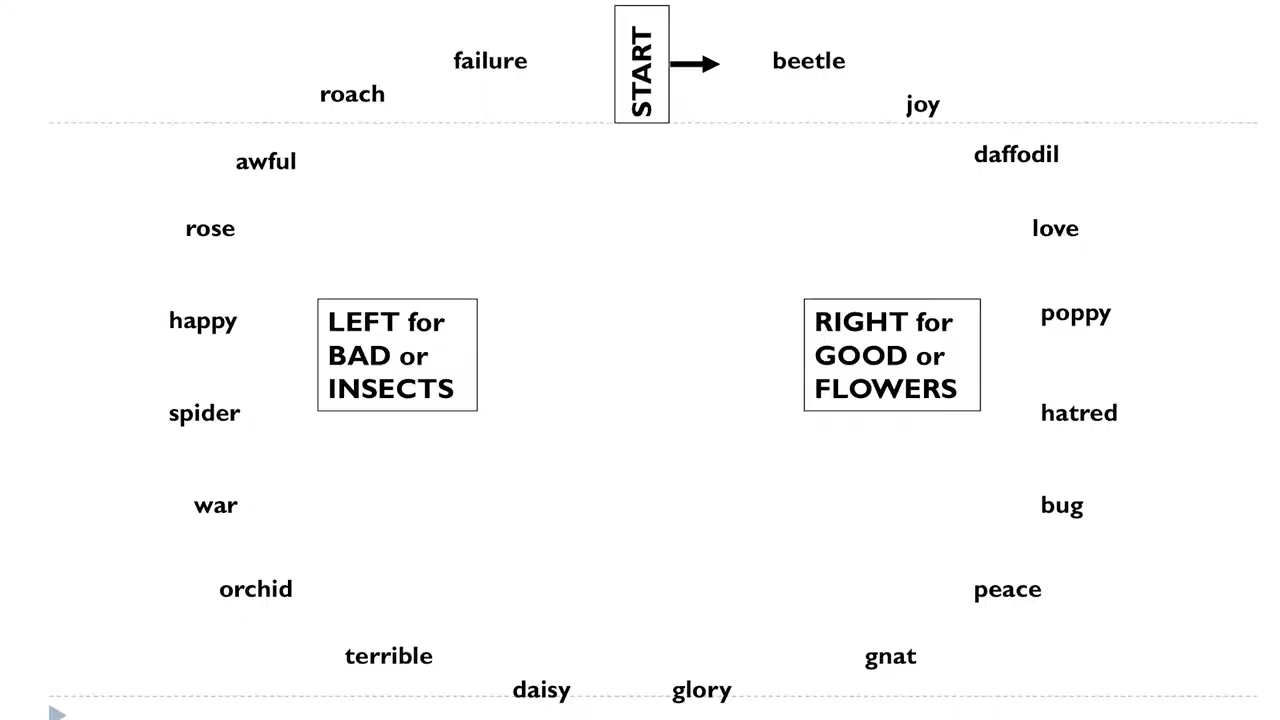 START
failure
beetle
roach
joy
awful
daffodil
rose
love
happy
poppy
LEFT for
BAD or
INSECTS
RIGHT for
GOOD or
FLOWERS
spider
hatred
war
bug
orchid
peace
terrible
gnat
daisy
glory